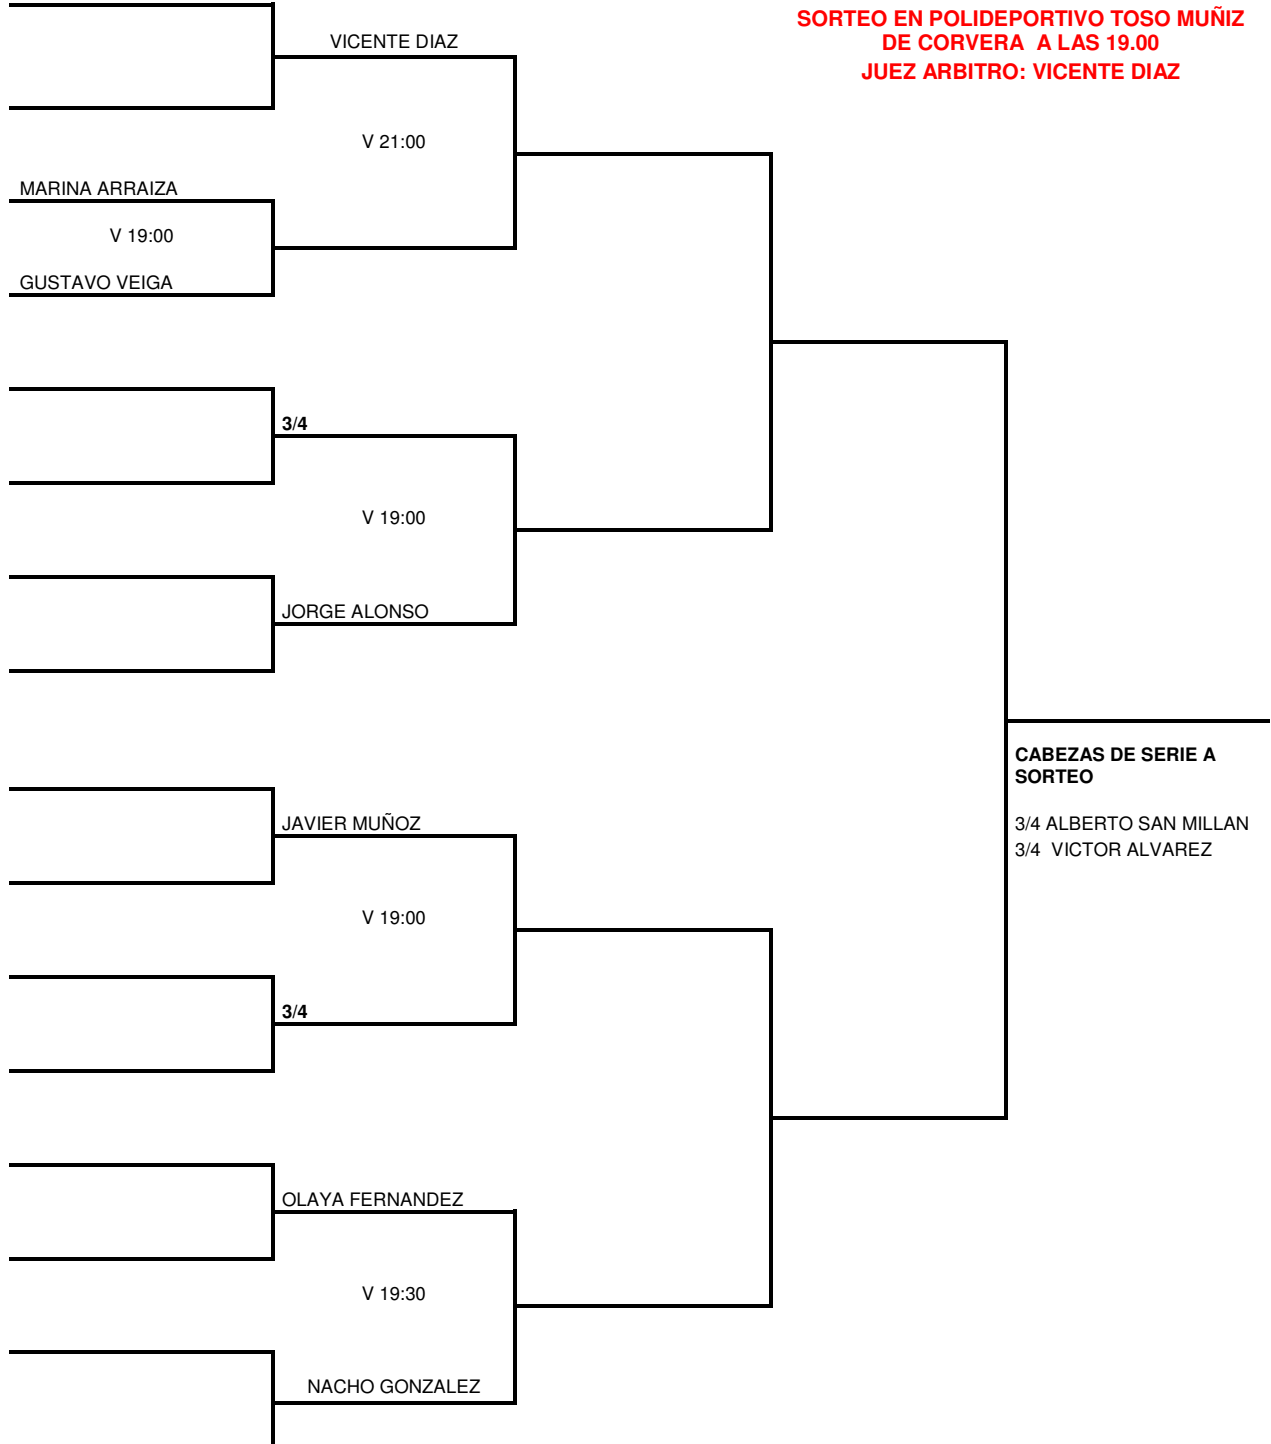 SORTEO EN POLIDEPORTIVO TOSO MUÑIZ
DE CORVERA A LAS 19.00
JUEZ ARBITRO: VICENTE DIAZ
VICENTE DIAZ
V 21:00
MARINA ARRAIZA
V 19:00
GUSTAVO VEIGA
3/4
V 19:00
JORGE ALONSO
CABEZAS DE SERIE A
SORTEO
3/4 ALBERTO SAN MILLAN
3/4 VICTOR ALVAREZ
JAVIER MUÑOZ
V 19:00
3/4
OLAYA FERNANDEZ
V 19:30
NACHO GONZALEZ